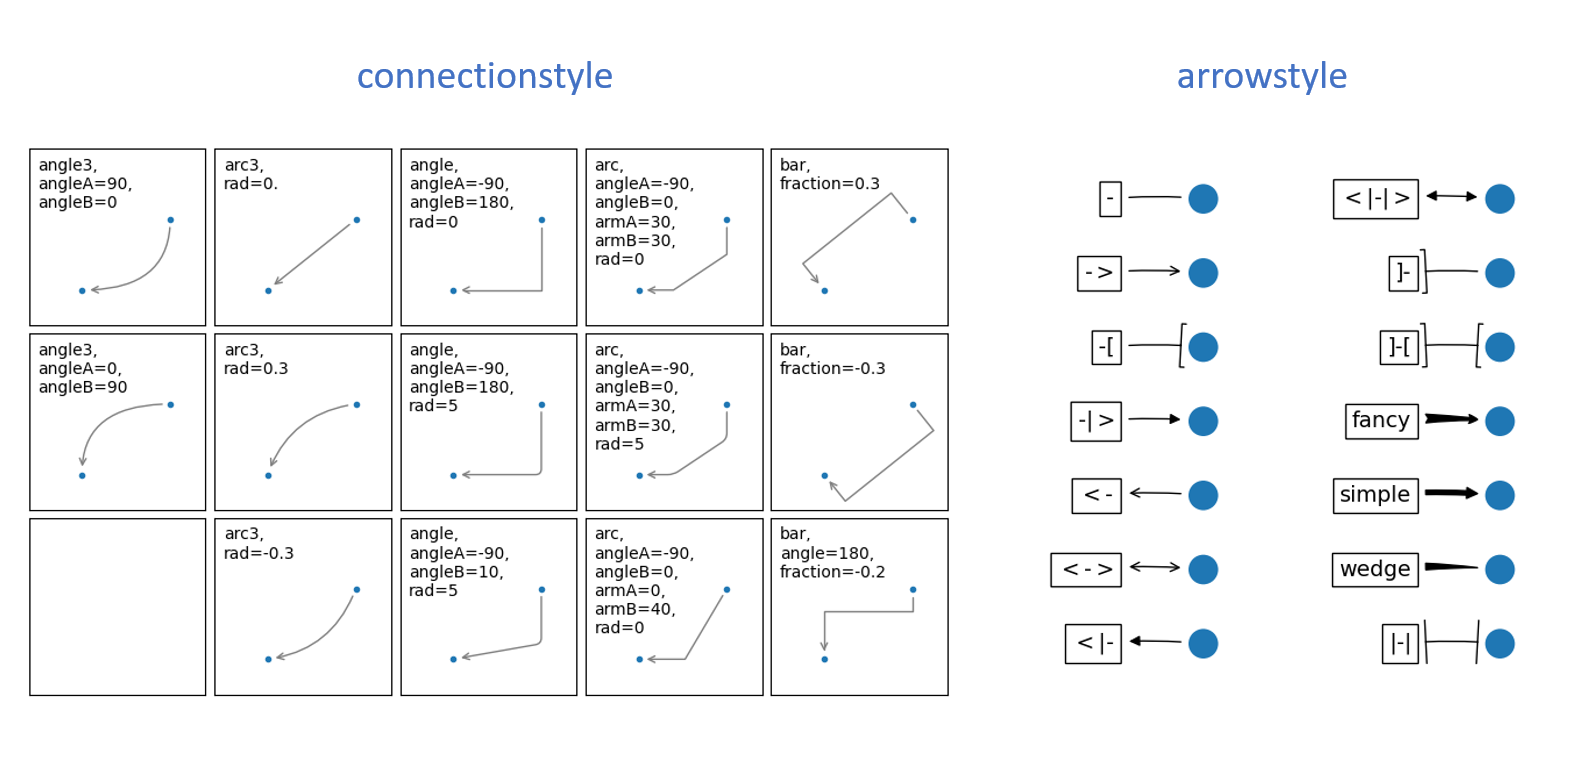 connectionstyle
arrowstyle
angle3,
angleA=90,
angleB=0
arc3,
rad=0.
angle,
angleA=-90,
angleB=180,
rad=0
arc,
angleA=-90,
angleB=0,
armA=30,
armB=30,
rad=0
bar,
fraction=0.3
angle3,
angleA=0,
angleB=90
arc3,
rad=0.3
angle,
angleA=-90,
angleB=180,
rad=5
arc,
angleA=-90,
angleB=0,
armA=30,
armB=30,
rad=5
bar,
fraction=-0.3
arc3,
rad=-0.3
angle,
angleA=-90,
angleB=10,
rad=5
arc,
angleA=-90,
angleB=0,
armA=0,
armB=40,
rad=0
bar,
angle=180,
fraction=-0.2
-
->
-[
-|>
<-
<->
<|-
<|-|>
]-
]-[
fancy
simple
wedge
|-|